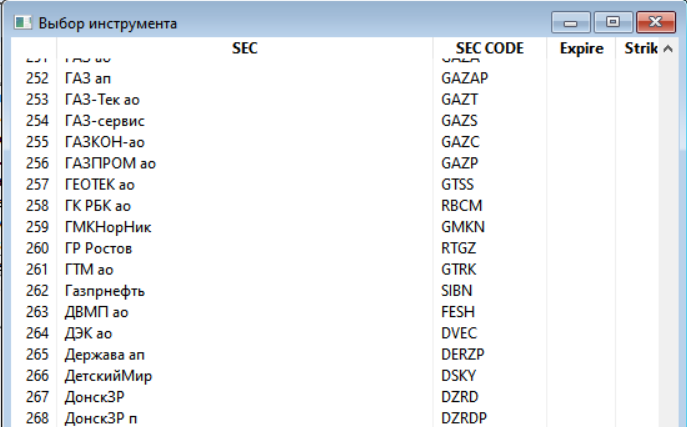 Выбор инструмента
SEC SEC CODE Expire Strik
252 ГАЗ ап GAZAP
253 ГАЗ-Тек ао GAZT
254 ГАЗ-сервис GAZS
255 ГАЗКОН-ао GAZC
256 ГАЗПРОМ ао GAZP
257 ГЕОТЕК ао GTSS
258 ГК РБК ао RBCM
259 ГМКНорНик GMKN
260 ГР Ростов RTGZ
261 ГТМ ао GTRK
262 Газпрнефть SIBN
263 ДВМП ао FESH
264 ДЭК ао DVEC
265 Держава ап DERZP
266 ДетскийМир DSKY
267 ДонскЗР DZRD
268 ДонскЗР п DZRDP